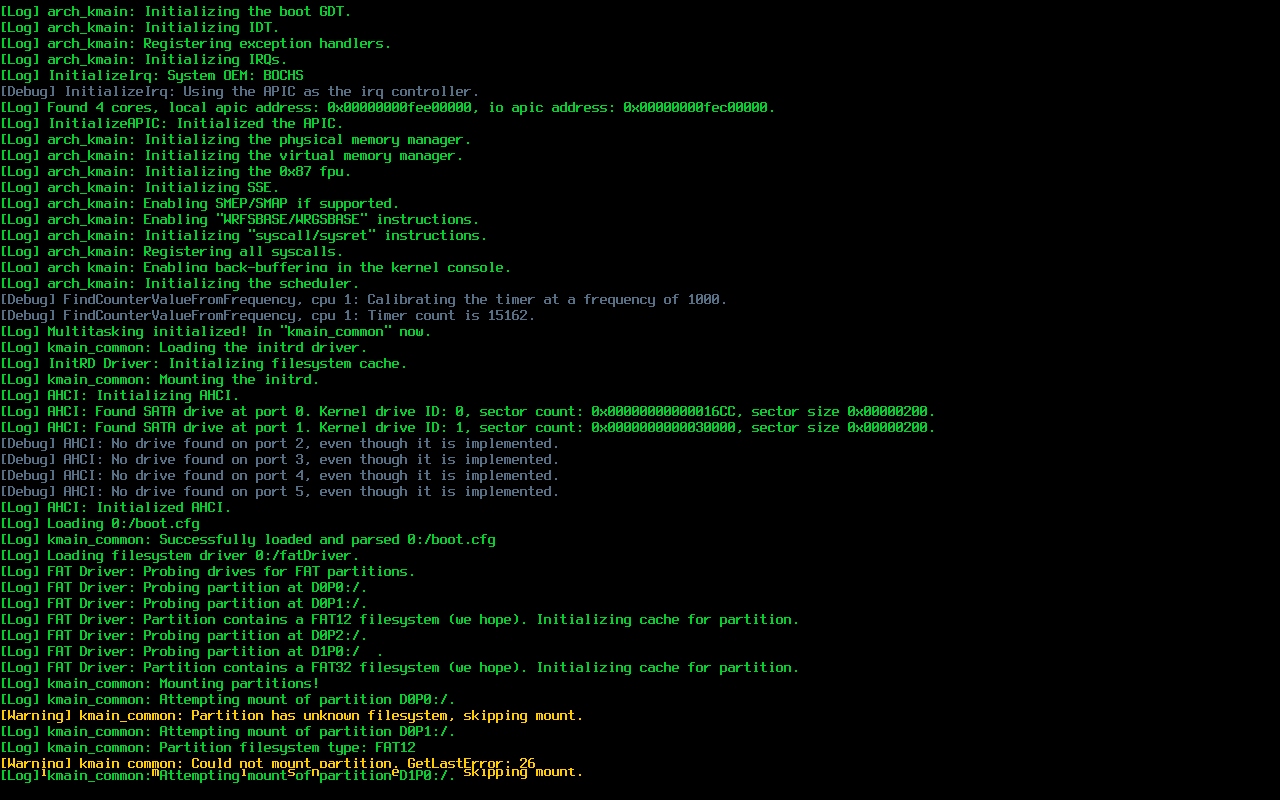 [Log] arch_kmain: Initializing the boot GDT.
[Log] arch_kmain: Initializing IDT.
[Log] arch_kmain: Registering exception handlers.
[Log] arch_kmain: Initializing IRQs.
[Log] InitializeIrq: System OEM: BOCHS
[Debug] InitializeIrq: Using the APIC as the irq controller.
[Log] Found 4 cores, local apic address: 0x00000000fee00000, io apic address: 0x00000000fec00000.
[Log] InitializeAPIC: Initialized the APIC.
[Log] arch_kmain: Initializing the physical memory manager.
[Log] arch_kmain: Initializing the virtual memory manager.
[Log] arch_kmain: Initializing the 0x87 fpu.
[Log] arch_kmain: Initializing SSE.
[Log] arch_kmain: Enabling SMEP/SMAP if supported.
[Log] arch_kmain: Enabling "WRFSBASE/WRGSBASE" instructions.
[Log] arch_kmain: Initializing "syscall/sysret" instructions.
[Log] arch_kmain: Registering all syscalls.
[Log] arch_kmain: Enabling back-buffering in the kernel console.
[Log] arch_kmain: Initializing the scheduler.
[Debug] FindCounterValueFromFrequency, cpu 1: Calibrating the timer at a frequency of 1000.
[Debug] FindCounterValueFromFrequency, cpu 1: Timer count is 15162.
[Log] Multitasking initialized! In "kmain_common" now.
[Log] kmain_common: Loading the initrd driver.
[Log] InitRD Driver: Initializing filesystem cache.
[Log] kmain_common: Mounting the initrd.
[Log] AHCI: Initializing AHCI.
[Log] AHCI: Found SATA drive at port 0. Kernel drive ID: 0, sector count: 0x00000000000016CC, sector size 0x00000200.
[Log] AHCI: Found SATA drive at port 1. Kernel drive ID: 1, sector count: 0x0000000000030000, sector size 0x00000200.
[Debug] AHCI: No drive found on port 2, even though it is implemented.
[Debug] AHCI: No drive found on port 3, even though it is implemented.
[Debug] AHCI: No drive found on port 4, even though it is implemented.
[Debug] AHCI: No drive found on port 5, even though it is implemented.
[Log] AHCI: Initialized AHCI.
[Log] Loading 0:/boot.cfg
[Log] kmain_common: Successfully loaded and parsed 0:/boot.cfg
[Log] Loading filesystem driver 0:/fatDriver.
[Log] FAT Driver: Probing drives for FAT partitions.
[Log] FAT Driver: Probing partition at D0P0:/.
[Log] FAT Driver: Probing partition at D0P1:/.
[Log] FAT Driver: Partition contains a FAT12 filesystem (we hope). Initializing cache for partition.
[Log] FAT Driver: Probing partition at D0P2:/.
[Log] FAT Driver: Probing partition at D1P0:/  .
[Log] FAT Driver: Partition contains a FAT32 filesystem (we hope). Initializing cache for partition.
[Log] kmain_common: Mounting partitions!
[Log] kmain_common: Attempting mount of partition D0P0:/.
[Warning] kmain_common: Partition has unknown filesystem, skipping mount.
[Log] kmain_common: Attempting mount of partition D0P1:/.
[Log] kmain_common: Partition filesystem type: FAT12
[Warning] kmain_common: Could not mount partition. GetLastError: 26
[Log] kmain_common: Attempting mount of partition D1P0:/. skipping mount.